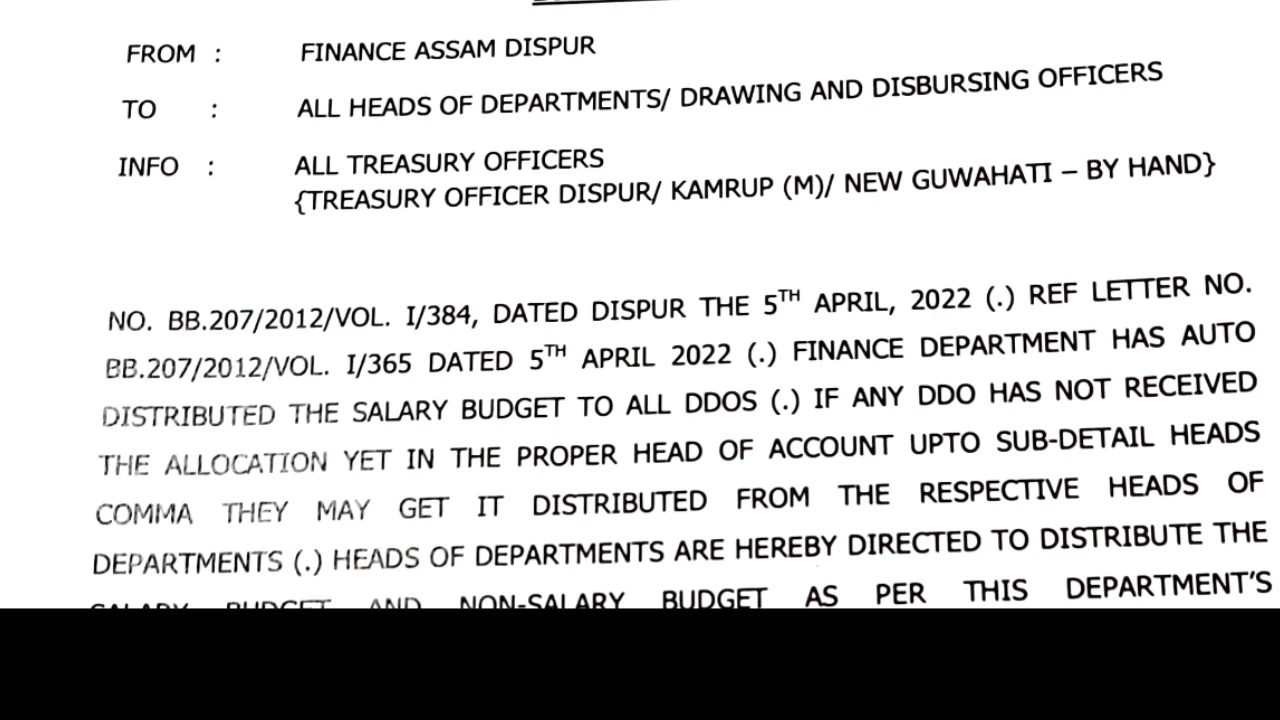 FROM : FINANCE ASSAM DISPUR
TO : ALL HEADS OF DEPARTMENTS/ DRAWING AND DISBURSING OFFICERS
INFO : ALL TREASURY OFFICERS
{TREASURY OFFICER DISPUR/ KAMRUP (M)/ NEW GUWAHATI – BY HAND}
NO. BB.207/2012/VOL. I/384, DATED DISPUR THE 5TH APRIL, 2022 (.) REF LETTER NO.
BB.207/2012/VOL. I/365 DATED 5TH APRIL 2022 (.) FINANCE DEPARTMENT HAS AUTO
DISTRIBUTED THE SALARY BUDGET TO ALL DDOS (.) IF ANY DDO HAS NOT RECEIVED
THE ALLOCATION YET IN THE PROPER HEAD OF ACCOUNT UPTO SUB-DETAIL HEADS
COMMA THEY MAY GET IT DISTRIBUTED FROM THE RESPECTIVE HEADS OF
DEPARTMENTS (.) HEADS OF DEPARTMENTS ARE HEREBY DIRECTED TO DISTRIBUTE THE
SALARY BUDGET AND NON-SALARY BUDGET AS PER THIS DEPARTMENT'S